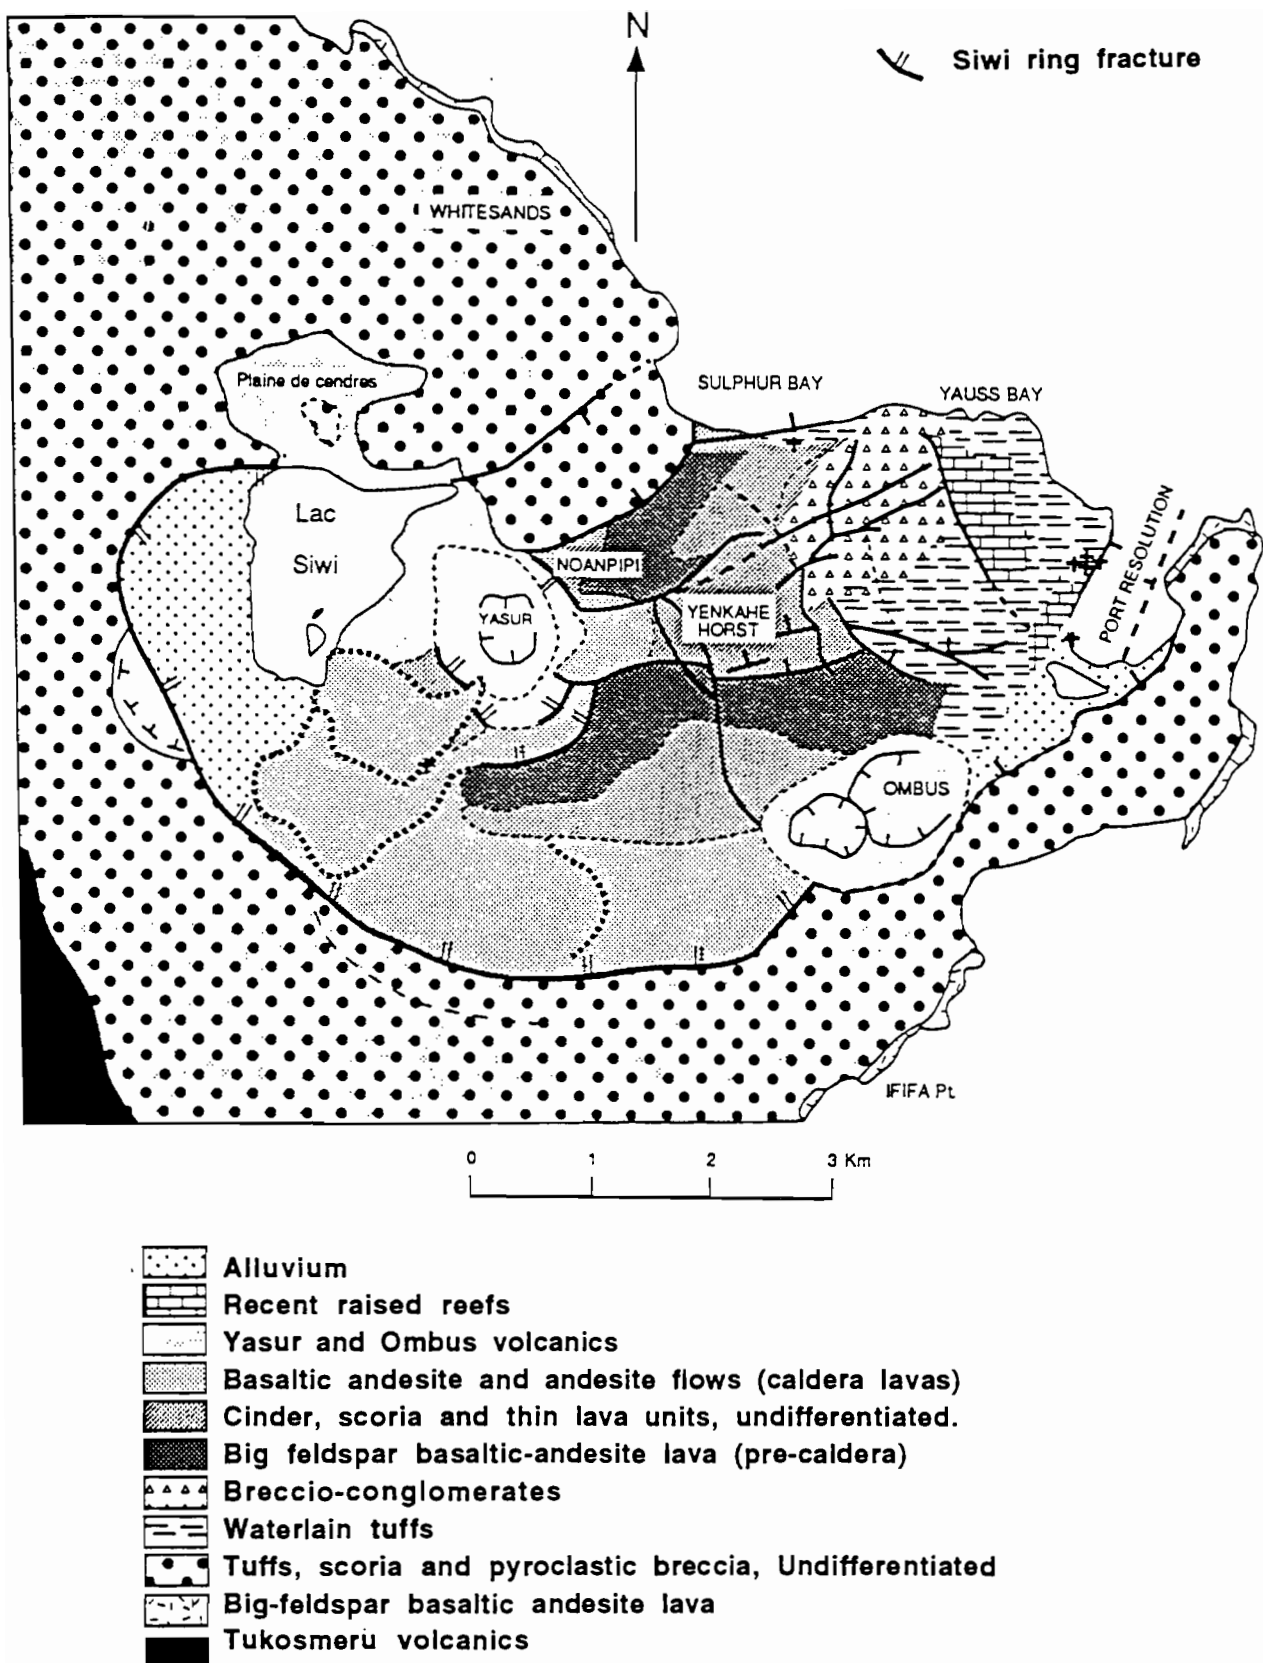 N
Siwi ring fracture
WHITESANDS
Plaine de cendres
SULPHUR BAY
YAUSS BAY
Lac
Siwi
PORT RESOLUTION
NOANPIPI
YASUR
YENKAHE
HORST
OMBUS
IFIFA Pt
0 1 2 3 Km
Alluvium
Recent raised reefs
Yasur and Ombus volcanics
Basaltic andesite and andesite flows (caldera lavas)
Cinder, scoria and thin lava units, undifferentiated.
Big feldspar basaltic-andesite lava (pre-caldera)
Breccio-conglomerates
Waterlain tuffs
Tuffs, scoria and pyroclastic breccia, Undifferentiated
Big-feldspar basaltic andesite lava
Tukosmeru volcanics